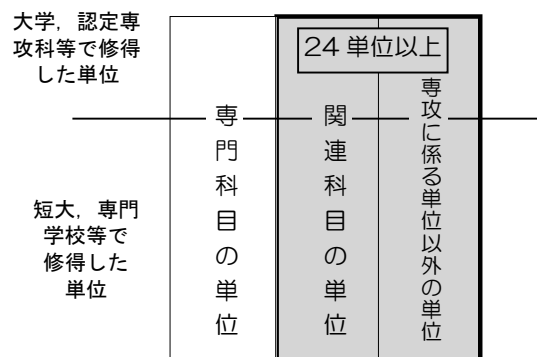 大学，認定専
攻科等で修得
した単位
24 単位以上
専門科目の単位
関連科目の単位
専攻に係る単位以外の単位
短大，専門
学校等で
修得した
単位